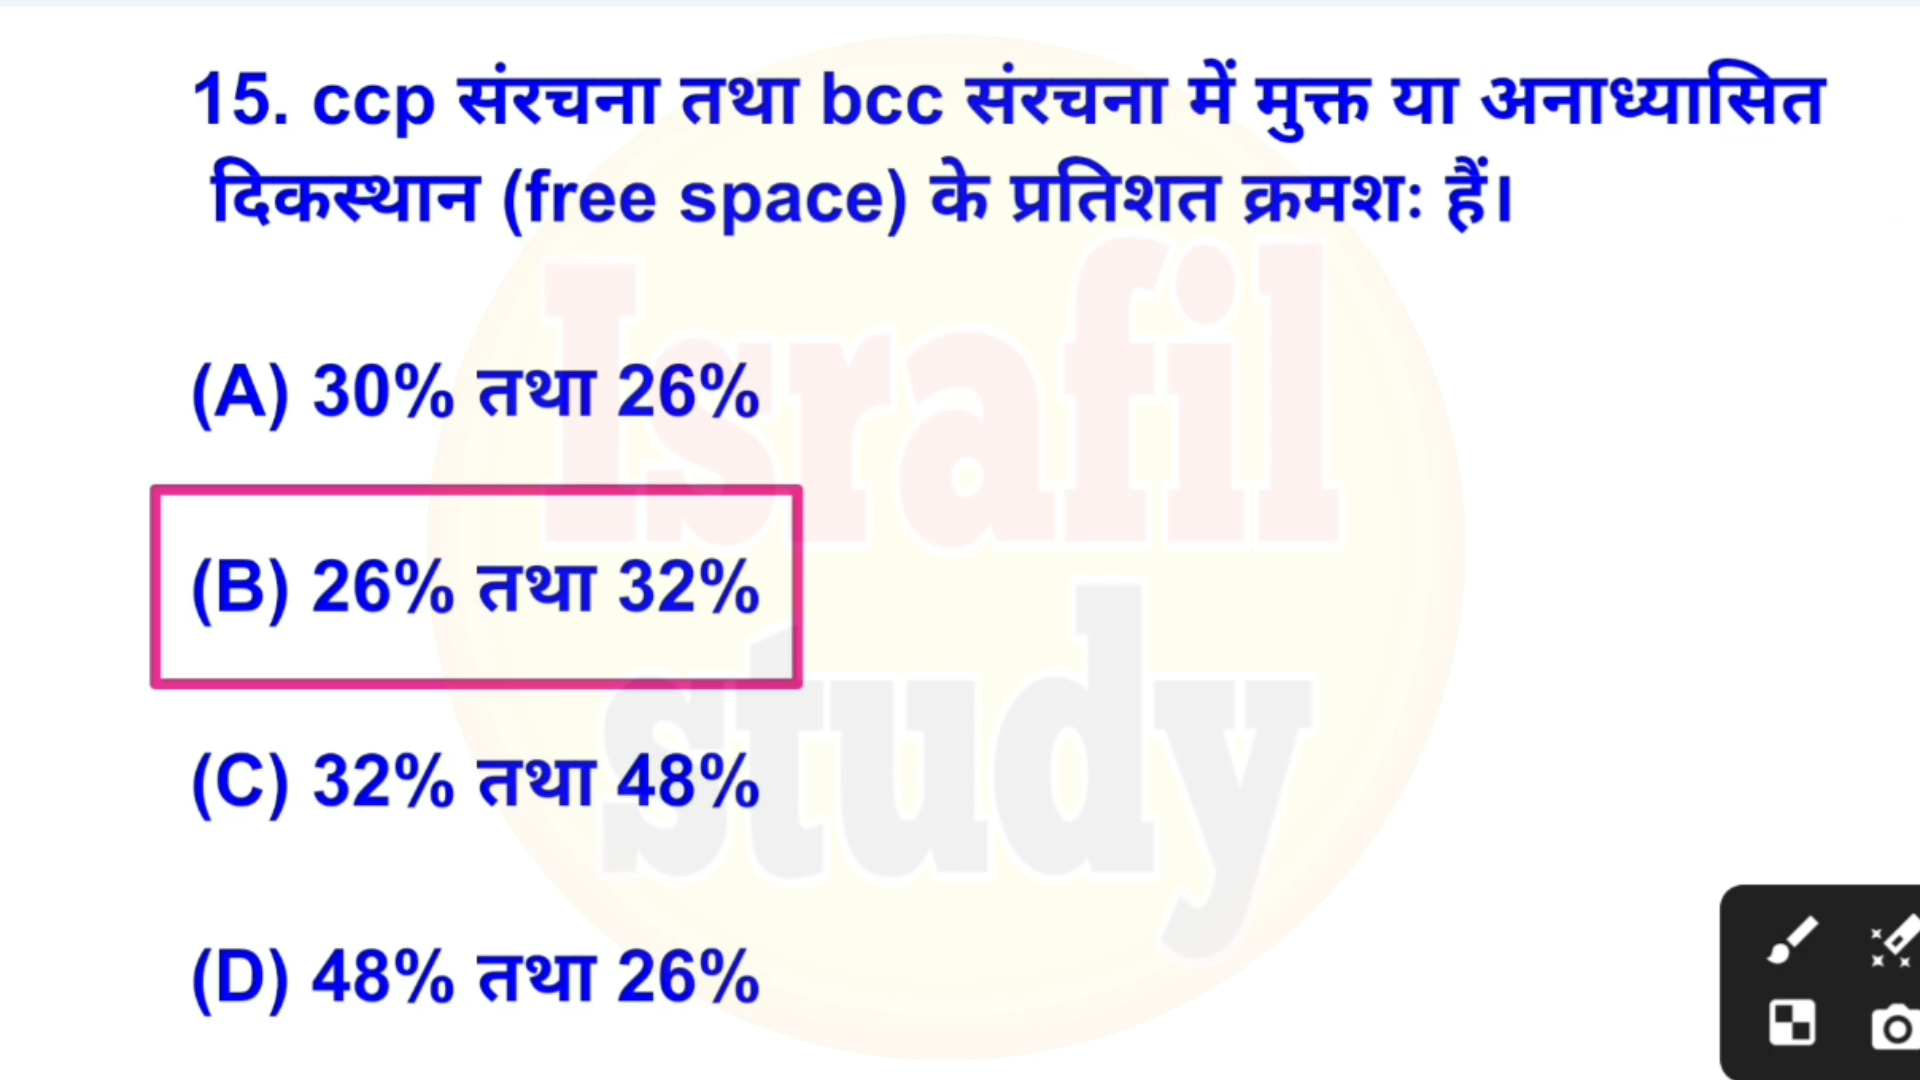 15. ccp संरचना तथा bcc संरचना में मुक्त या अनाध्यासित
दिकस्थान (free space) के प्रतिशत क्रमशः हैं।
(A) 30% तथा 26%
(B) 26% तथा 32%
(C) 32% तथा 48%
(D) 48% तथा 26%
Israfil
study